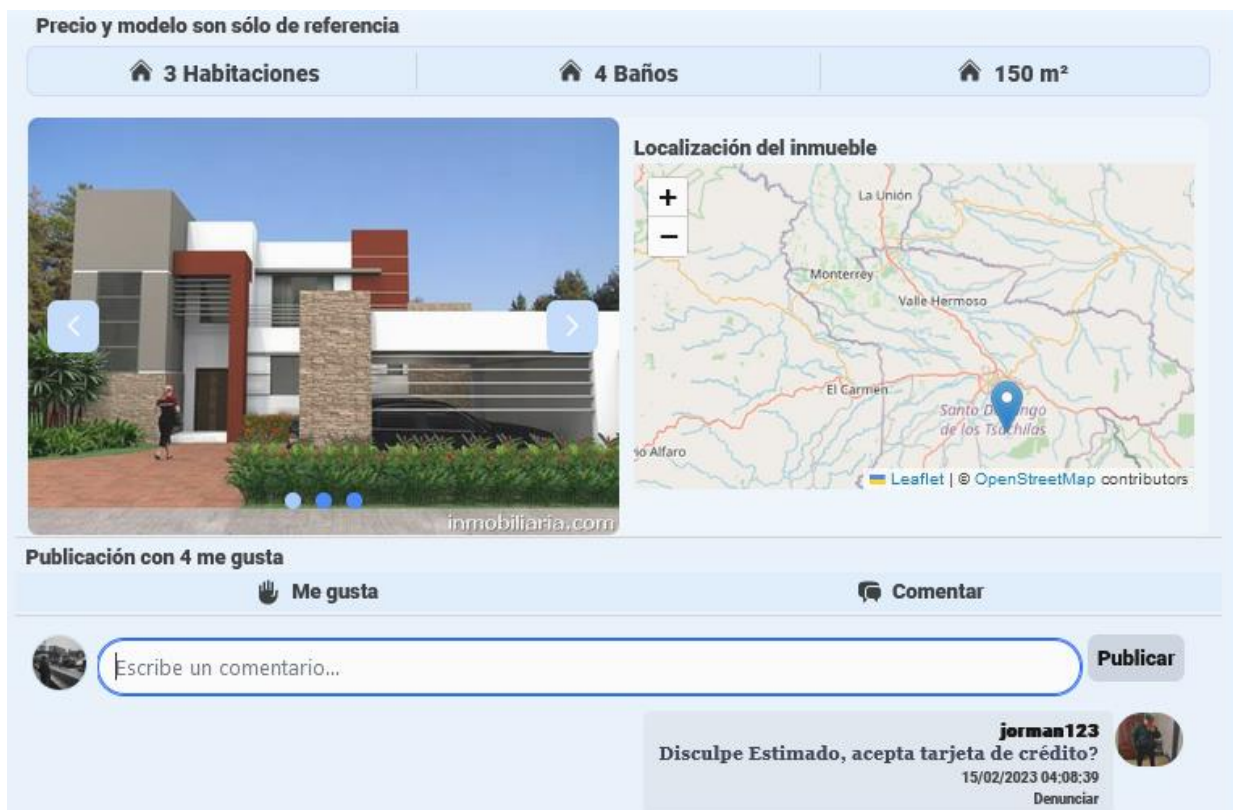 Precio y modelo son sólo de referencia
3 Habitaciones
4 Baños
150 m²
Localización del inmueble
+
−
La Unión
Monterrey
Valle Hermoso
El Carmen
Santo Domingo
de los Tsáchilas
Alfaro
Leaflet | © OpenStreetMap contributors
inmobiliaria.com
Publicación con 4 me gusta
Me gusta
Comentar
Escribe un comentario...
Publicar
jorman123
Disculpe Estimado, acepta tarjeta de crédito?
15/02/2023 04:08:39
Denunciar